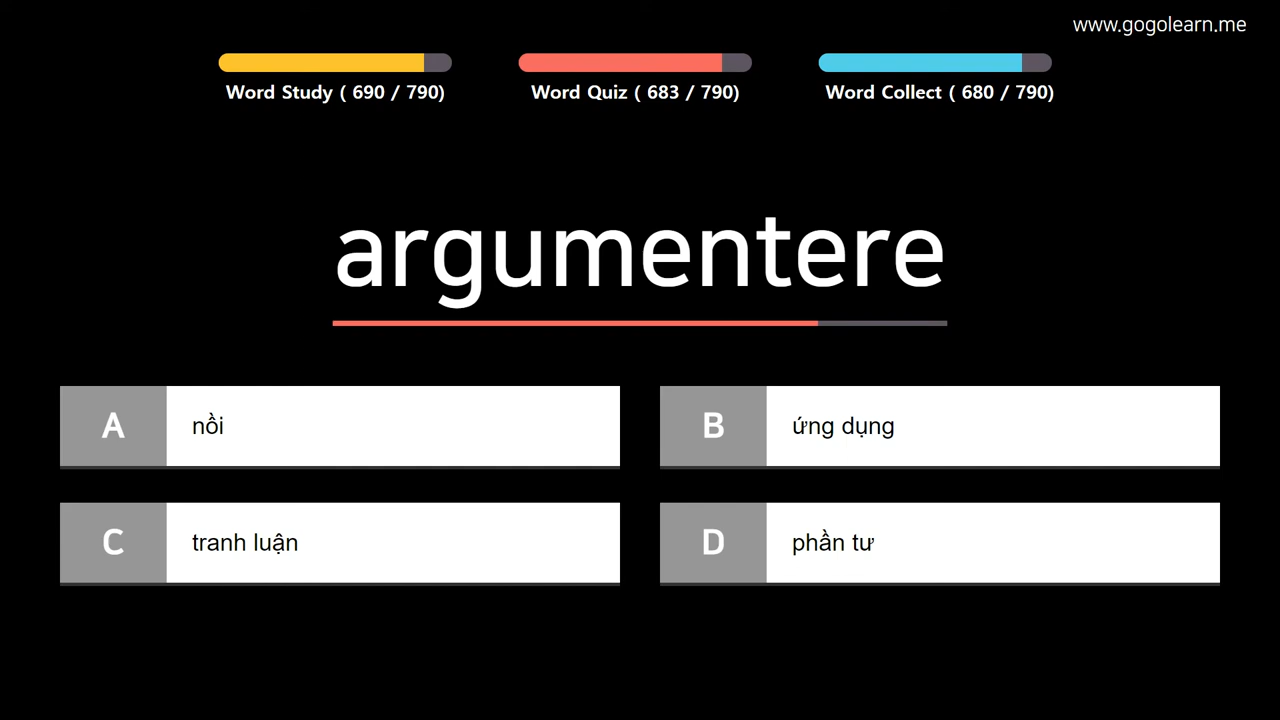 www.gogolearn.me
Word Study ( 690 / 790)
Word Quiz ( 683 / 790)
Word Collect ( 680 / 790)
argumentere
A nồi
B ứng dụng
C tranh luận
D phần tư